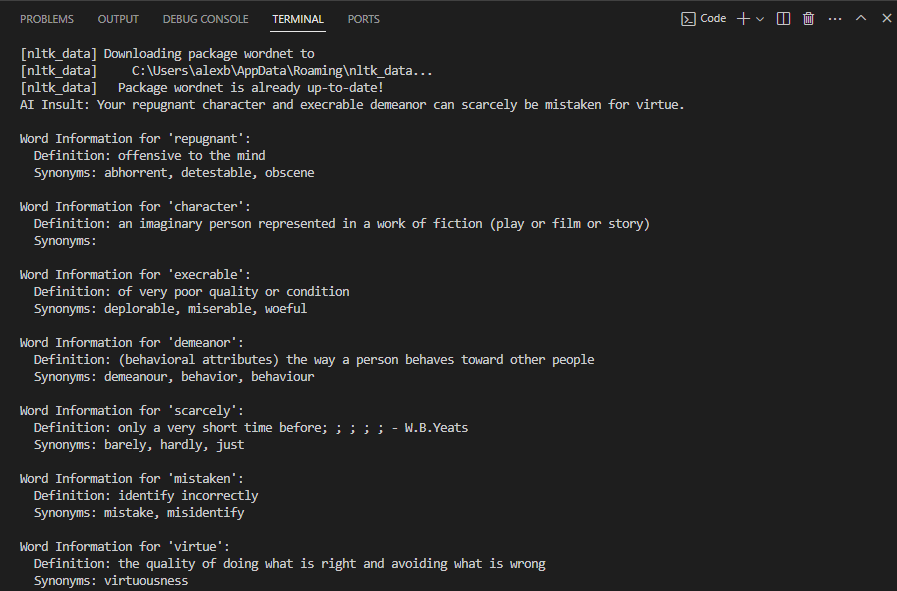 PROBLEMS OUTPUT DEBUG CONSOLE TERMINAL PORTS Code
[nltk_data] Downloading package wordnet to
[nltk_data]     C:\Users\alexb\AppData\Roaming\nltk_data...
[nltk_data]   Package wordnet is already up-to-date!
AI Insult: Your repugnant character and execrable demeanor can scarcely be mistaken for virtue.
Word Information for 'repugnant':
  Definition: offensive to the mind
  Synonyms: abhorrent, detestable, obscene
Word Information for 'character':
  Definition: an imaginary person represented in a work of fiction (play or film or story)
  Synonyms:
Word Information for 'execrable':
  Definition: of very poor quality or condition
  Synonyms: deplorable, miserable, woeful
Word Information for 'demeanor':
  Definition: (behavioral attributes) the way a person behaves toward other people
  Synonyms: demeanour, behavior, behaviour
Word Information for 'scarcely':
  Definition: only a very short time before; ; ; ; ; - W.B.Yeats
  Synonyms: barely, hardly, just
Word Information for 'mistaken':
  Definition: identify incorrectly
  Synonyms: mistake, misidentify
Word Information for 'virtue':
  Definition: the quality of doing what is right and avoiding what is wrong
  Synonyms: virtuousness